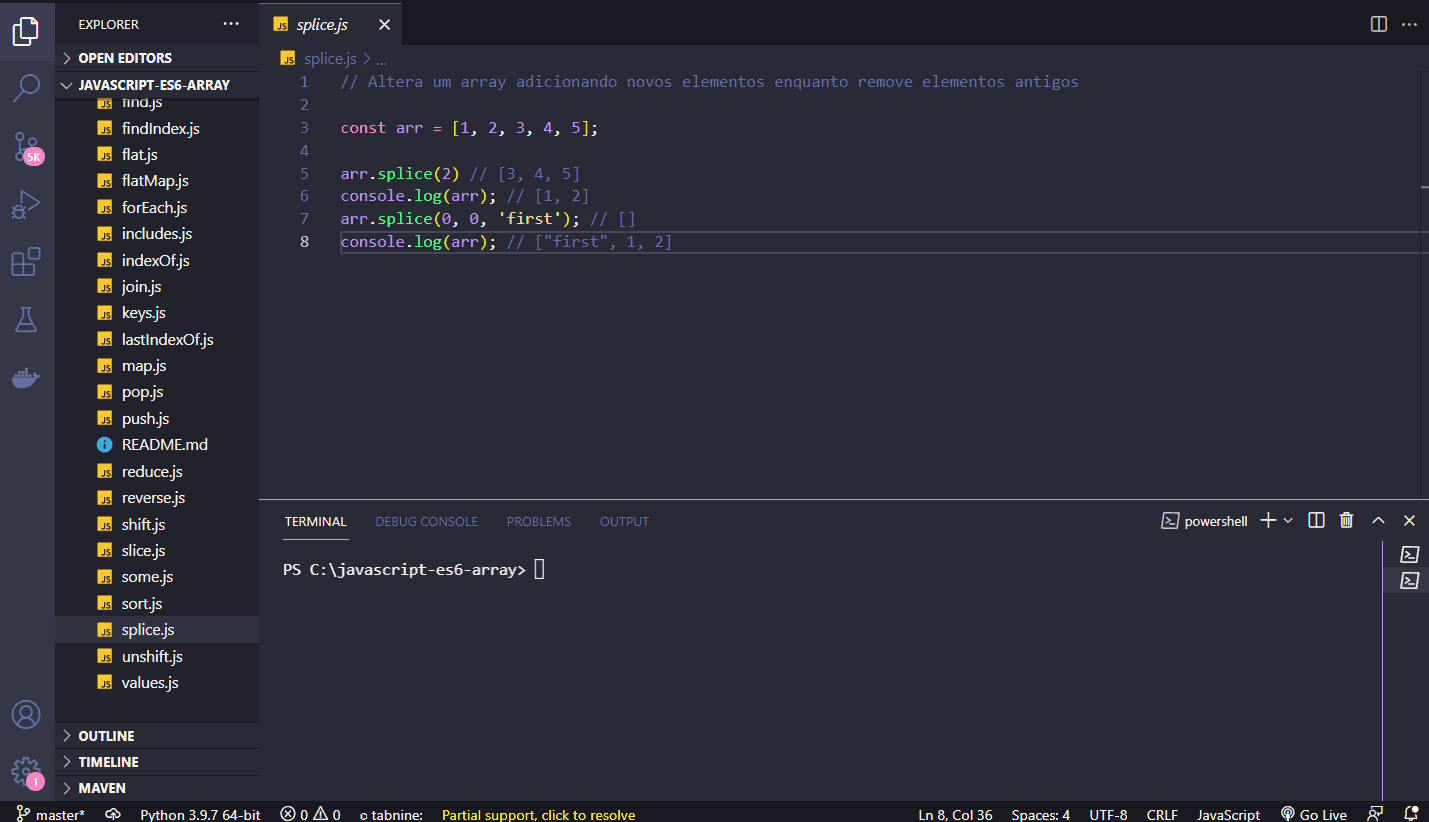 EXPLORER
···
JS splice.js
OPEN EDITORS
JAVASCRIPT-ES6-ARRAY
find.js
findIndex.js
flat.js
flatMap.js
forEach.js
includes.js
indexOf.js
join.js
keys.js
lastIndexOf.js
map.js
pop.js
push.js
README.md
reduce.js
reverse.js
shift.js
slice.js
some.js
sort.js
splice.js
unshift.js
values.js
OUTLINE
TIMELINE
MAVEN
5K
1
JS splice.js > ...
1 // Altera um array adicionando novos elementos enquanto remove elementos antigos
2
3 const arr = [1, 2, 3, 4, 5];
4
5 arr.splice(2) // [3, 4, 5]
6 console.log(arr); // [1, 2]
7 arr.splice(0, 0, 'first'); // []
8 console.log(arr); // ["first", 1, 2]
TERMINAL DEBUG CONSOLE PROBLEMS OUTPUT
powershell
PS C:\javascript-es6-array>
master* Python 3.9.7 64-bit 0 0 tabnine: Partial support, click to resolve Ln 8, Col 36 Spaces: 4 UTF-8 CRLF JavaScript Go Live